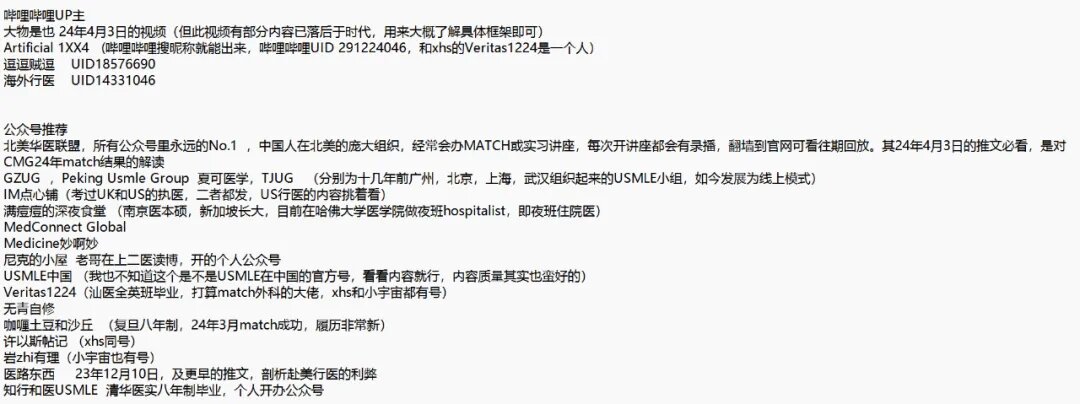 哔哩哔哩UP主
大物是也 24年4月3日的视频（但此视频有部分内容已落后于时代，用来大概了解具体框架即可）
Artificial 1XX4 （哔哩哔哩搜昵称就能出来，哔哩哔哩UID 291224046，和xhs的Veritas1224是一个人）
逗逗贼逗 UID18576690
海外行医 UID14331046
公众号推荐
北美华医联盟，所有公众号里永远的No.1 ，中国人在北美的庞大组织，经常会办MATCH或实习讲座，每次开讲座都会有录播，翻墙到官网可看往期回放。其24年4月3日的推文必看，是对
CMG24年match结果的解读
GZUG ，Peking Usmle Group 夏可医学，TJUG （分别为十几年前广州，北京，上海，武汉组织起来的USMLE小组，如今发展为线上模式）
IM点心铺（考过UK和US的执医，二者都发，US行医的内容挑着看）
满痘痘的深夜食堂 （南京医本硕，新加坡长大，目前在哈佛大学医学院做夜班hospitalist，即夜班住院医）
MedConnect Global
Medicine妙啊妙
尼克的小屋 老哥在上二医读博，开的个人公众号
USMLE中国 （我也不知道这个是不是USMLE在中国的官方号，看看内容就行，内容质量其实也蛮好的）
Veritas1224（汕医全英班毕业，打算match外科的大佬，xhs和小宇宙都有号）
无青自修
咖喱土豆和沙丘 （复旦八年制，24年3月match成功，履历非常新）
许以斯帖记 （xhs同号）
岩zhi有理（小宇宙也有号）
医路东西 23年12月10日，及更早的推文，剖析赴美行医的利弊
知行和医USMLE 清华医实八年制毕业，个人开办公众号